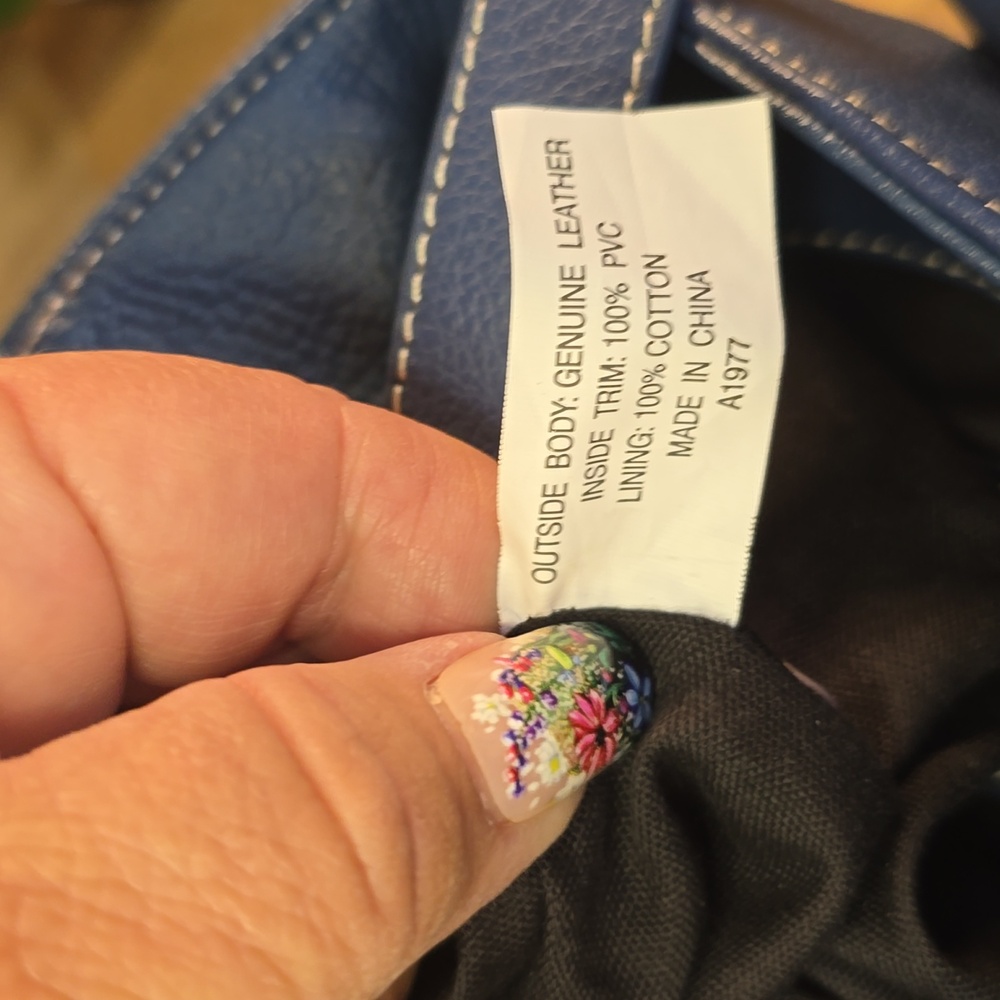 OUTSIDE BODY: GENUINE LEATHER
INSIDE TRIM: 100% PVC
LINING: 100% COTTON
MADE IN CHINA
A1977